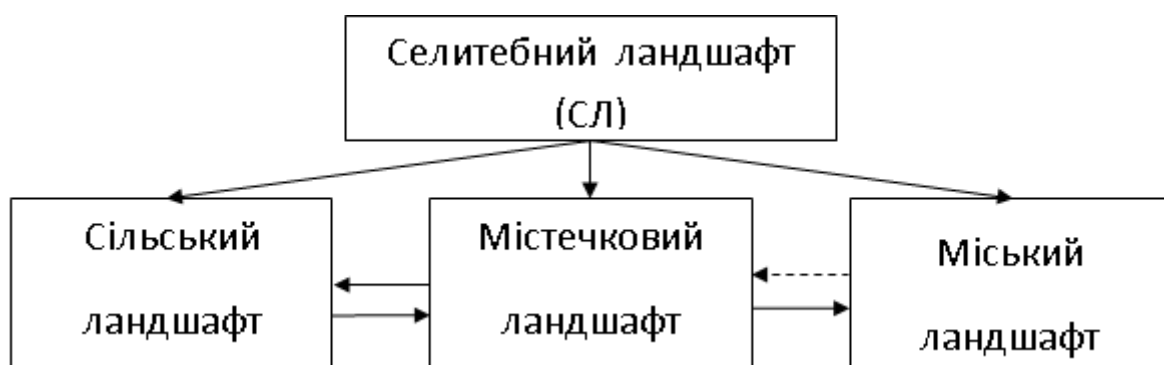 Селитебний ландшафт
(СЛ)
Сільський
ландшафт
Містечковий
ландшафт
Міський
ландшафт